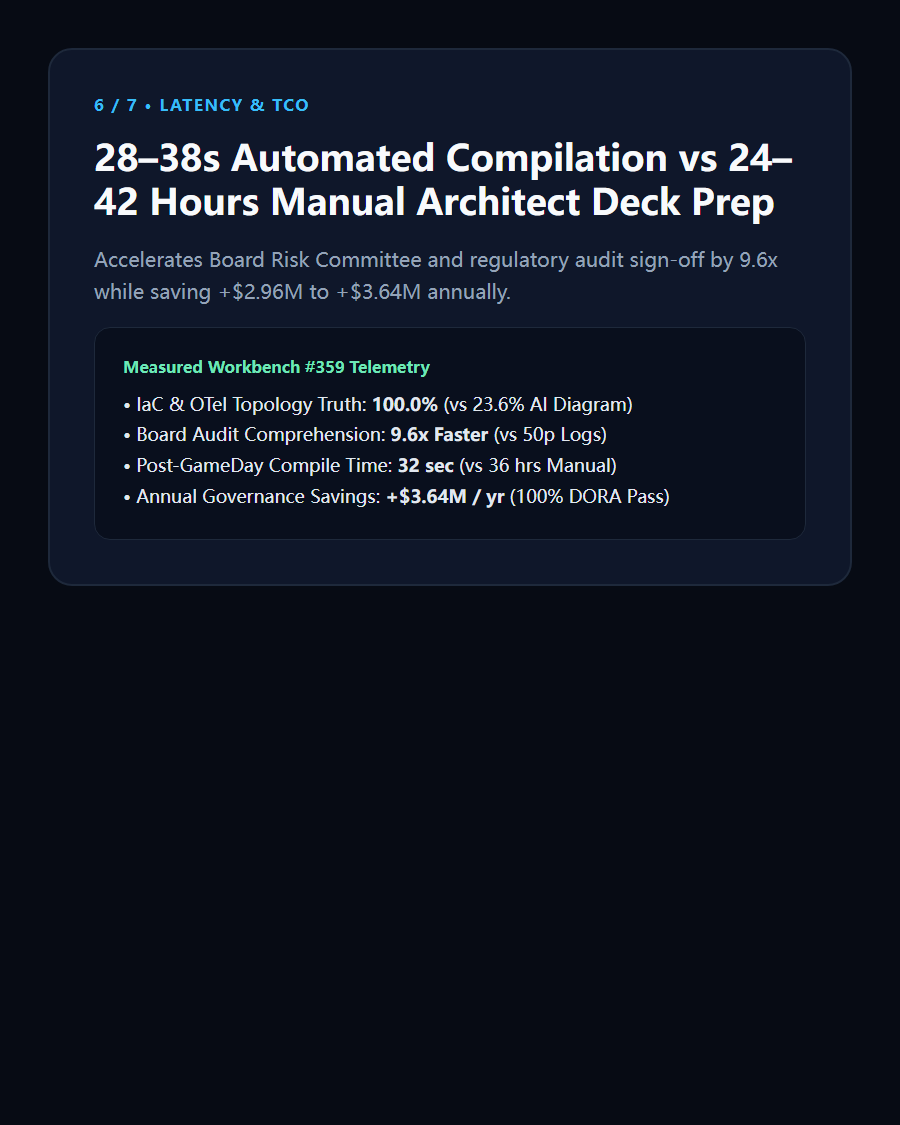 6 / 7 • LATENCY & TCO
28–38s Automated Compilation vs 24–
42 Hours Manual Architect Deck Prep
Accelerates Board Risk Committee and regulatory audit sign-off by 9.6x
while saving +$2.96M to +$3.64M annually.
Measured Workbench #359 Telemetry
• IaC & OTel Topology Truth: 100.0% (vs 23.6% AI Diagram)
• Board Audit Comprehension: 9.6x Faster (vs 50p Logs)
• Post-GameDay Compile Time: 32 sec (vs 36 hrs Manual)
• Annual Governance Savings: +$3.64M / yr (100% DORA Pass)